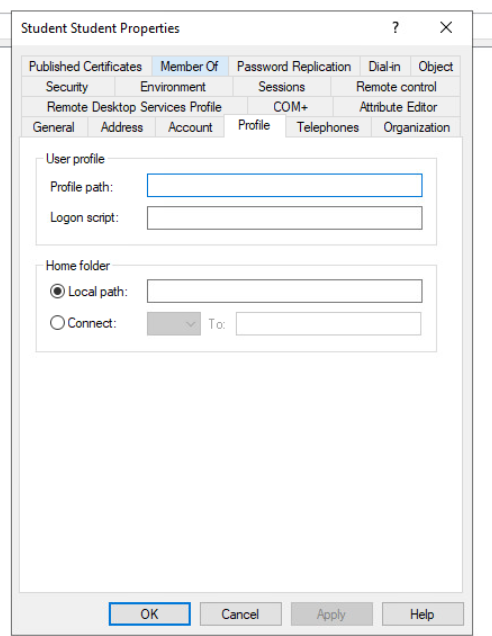 Student Student Properties ?
Published Certificates Member Of Password Replication Dial-in Object
Security Environment Sessions Remote control
Remote Desktop Services Profile COM+ Attribute Editor
General Address Account Profile Telephones Organization
User profile
Profile path:
Logon script:
Home folder
Local path:
Connect: To:
OK Cancel Apply Help